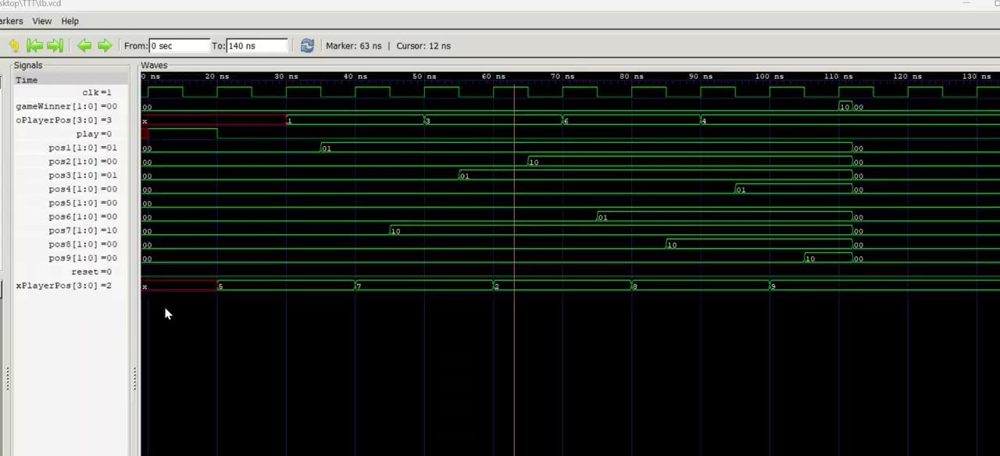 sktop\TTT\tb.vcd
arkers View Help
From: 0 sec To: 140 ns Marker: 63 ns | Cursor: 12 ns
Signals Waves
Time 0 ns 20 ns 30 ns 40 ns 50 ns 60 ns 70 ns 80 ns 90 ns 100 ns 110 ns 120 ns 130 ns
clk=1
gameWinner[1:0]=00 00 10 00
oPlayerPos[3:0]=3 x 1 3 6 4
play=0
pos1[1:0]=01 00 01 00
pos2[1:0]=00 00 10 00
pos3[1:0]=01 00 01 00
pos4[1:0]=00 00 01 00
pos5[1:0]=00 00
pos6[1:0]=00 00 01 00
pos7[1:0]=10 00 10 00
pos8[1:0]=00 00 10 00
pos9[1:0]=00 00 10 00
reset=0
xPlayerPos[3:0]=2 x 5 7 2 8 9